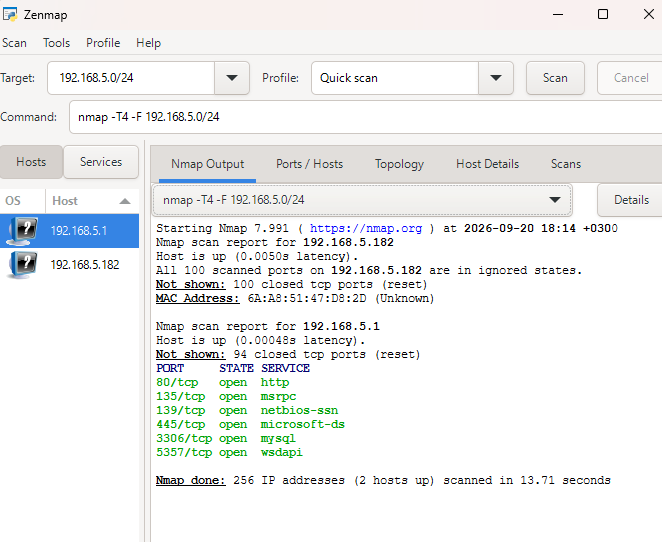 Zenmap
Scan Tools Profile Help
Target: 192.168.5.0/24 Profile: Quick scan Scan Cancel
Command: nmap -T4 -F 192.168.5.0/24
Hosts Services Nmap Output Ports / Hosts Topology Host Details Scans
OS Host
nmap -T4 -F 192.168.5.0/24 Details
192.168.5.1
192.168.5.182
Starting Nmap 7.991 ( https://nmap.org ) at 2026-09-20 18:14 +0300
Nmap scan report for 192.168.5.182
Host is up (0.0050s latency).
All 100 scanned ports on 192.168.5.182 are in ignored states.
Not shown: 100 closed tcp ports (reset)
MAC Address: 6A:A8:51:47:D8:2D (Unknown)
Nmap scan report for 192.168.5.1
Host is up (0.00048s latency).
Not shown: 94 closed tcp ports (reset)
PORT STATE SERVICE
80/tcp open http
135/tcp open msrpc
139/tcp open netbios-ssn
445/tcp open microsoft-ds
3306/tcp open mysql
5357/tcp open wsdapi
Nmap done: 256 IP addresses (2 hosts up) scanned in 13.71 seconds